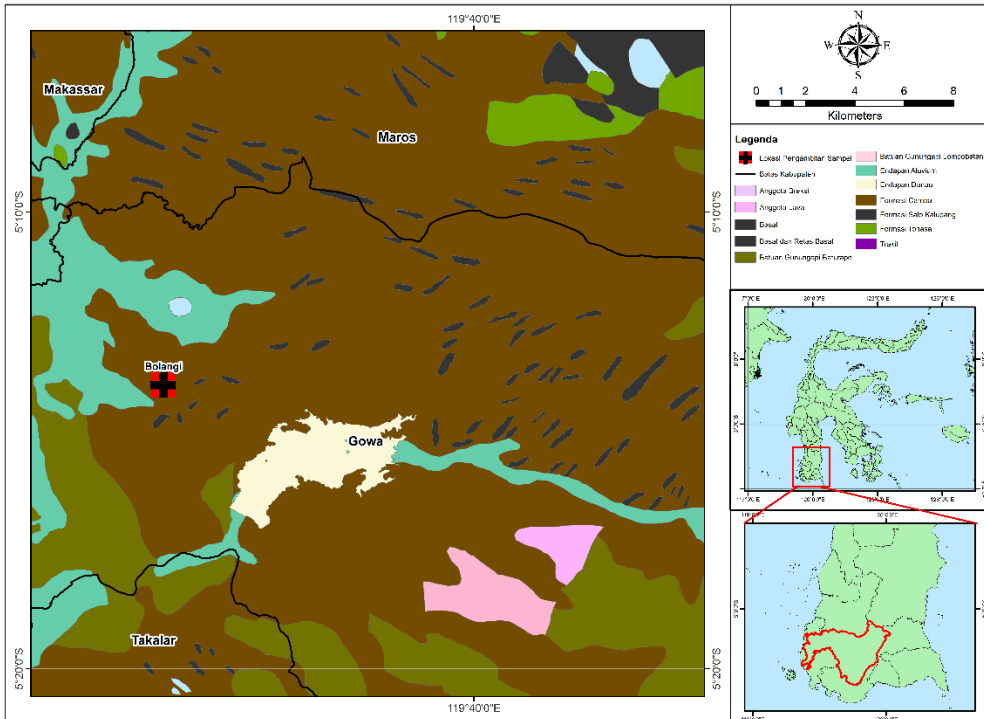 119°40'0"E
N
W E
S
0 1 2 4 6 8
Kilometers
Makassar
Maros
Legenda
Lokasi Pengambilan Sampel
Batas Kabupaten
Anggota Breksi
Anggota Lava
Basal
Basal dan Retas Basal
Batuan Gunungapi Baturape
Batuan Gunungapi Lompobatang
Endapan Aluvium
Endapan Danau
Formasi Camba
Formasi Salo Kalupang
Formasi Tonasa
Trakit
5°10'0"S
5°10'0"S
Bolangi
Gowa
Takalar
5°20'0"S
5°20'0"S
119°40'0"E